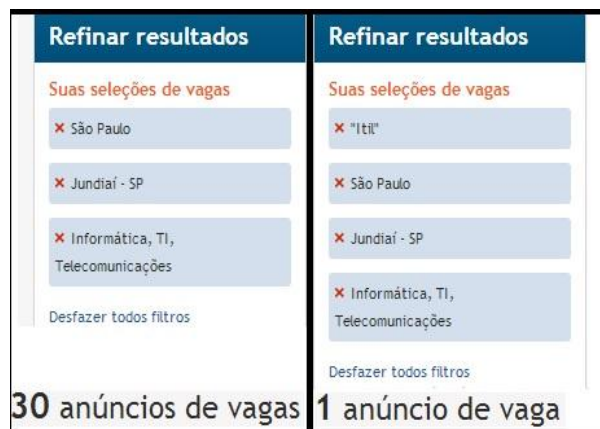 Refinar resultados
Suas seleções de vagas
× São Paulo
× Jundiaí - SP
× Informática, TI,
Telecomunicações
Desfazer todos filtros
30 anúncios de vagas
Refinar resultados
Suas seleções de vagas
× "Itil"
× São Paulo
× Jundiaí - SP
× Informática, TI,
Telecomunicações
Desfazer todos filtros
1 anúncio de vaga